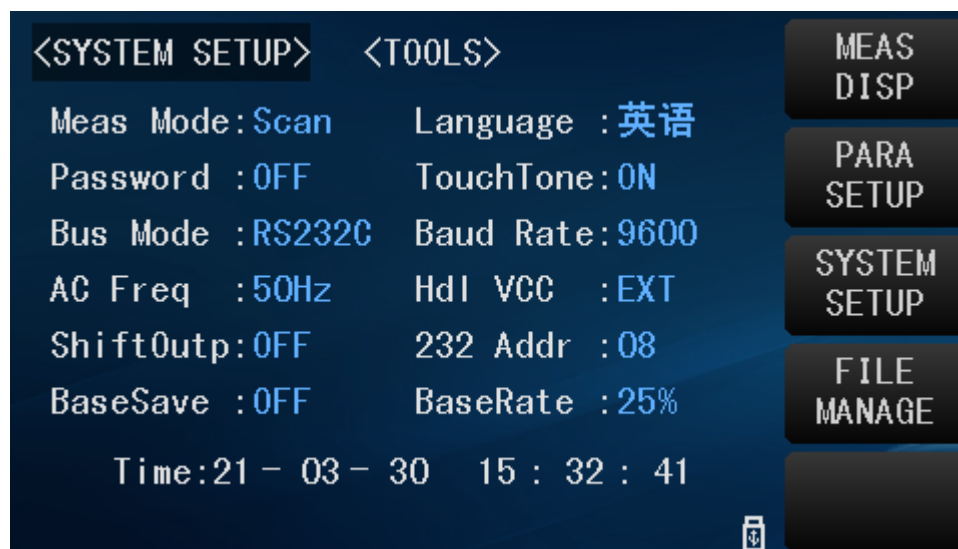 <SYSTEM SETUP> <TOOLS>
Meas Mode:Scan Language :英语
Password :OFF TouchTone:ON
Bus Mode :RS232C Baud Rate:9600
AC Freq :50Hz Hdl VCC :EXT
ShiftOutp:OFF 232 Addr :08
BaseSave :OFF BaseRate :25%
Time:21 - 03 - 30 15 : 32 : 41
MEAS
DISP
PARA
SETUP
SYSTEM
SETUP
FILE
MANAGE